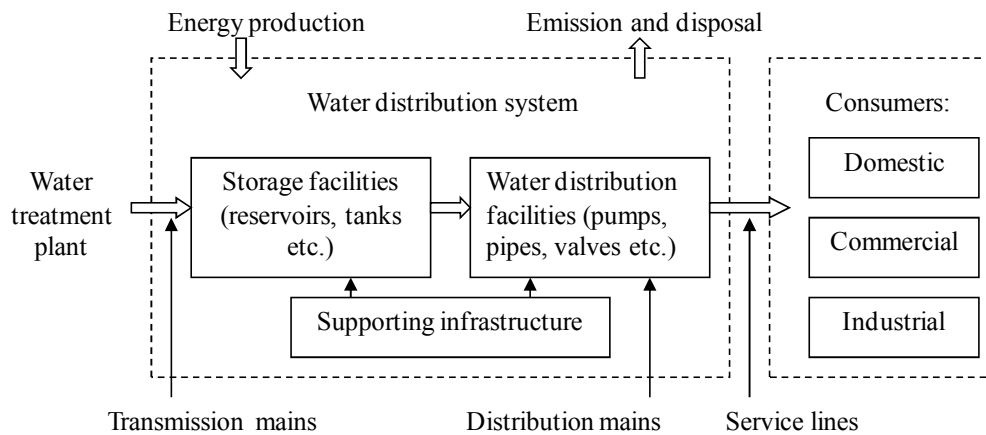 Energy production
Emission and disposal
Water distribution system
Consumers:
Water
treatment
plant
Storage facilities
(reservoirs, tanks
etc.)
Water distribution
facilities (pumps,
pipes, valves etc.)
Domestic
Commercial
Industrial
Supporting infrastructure
Transmission mains
Distribution mains
Service lines